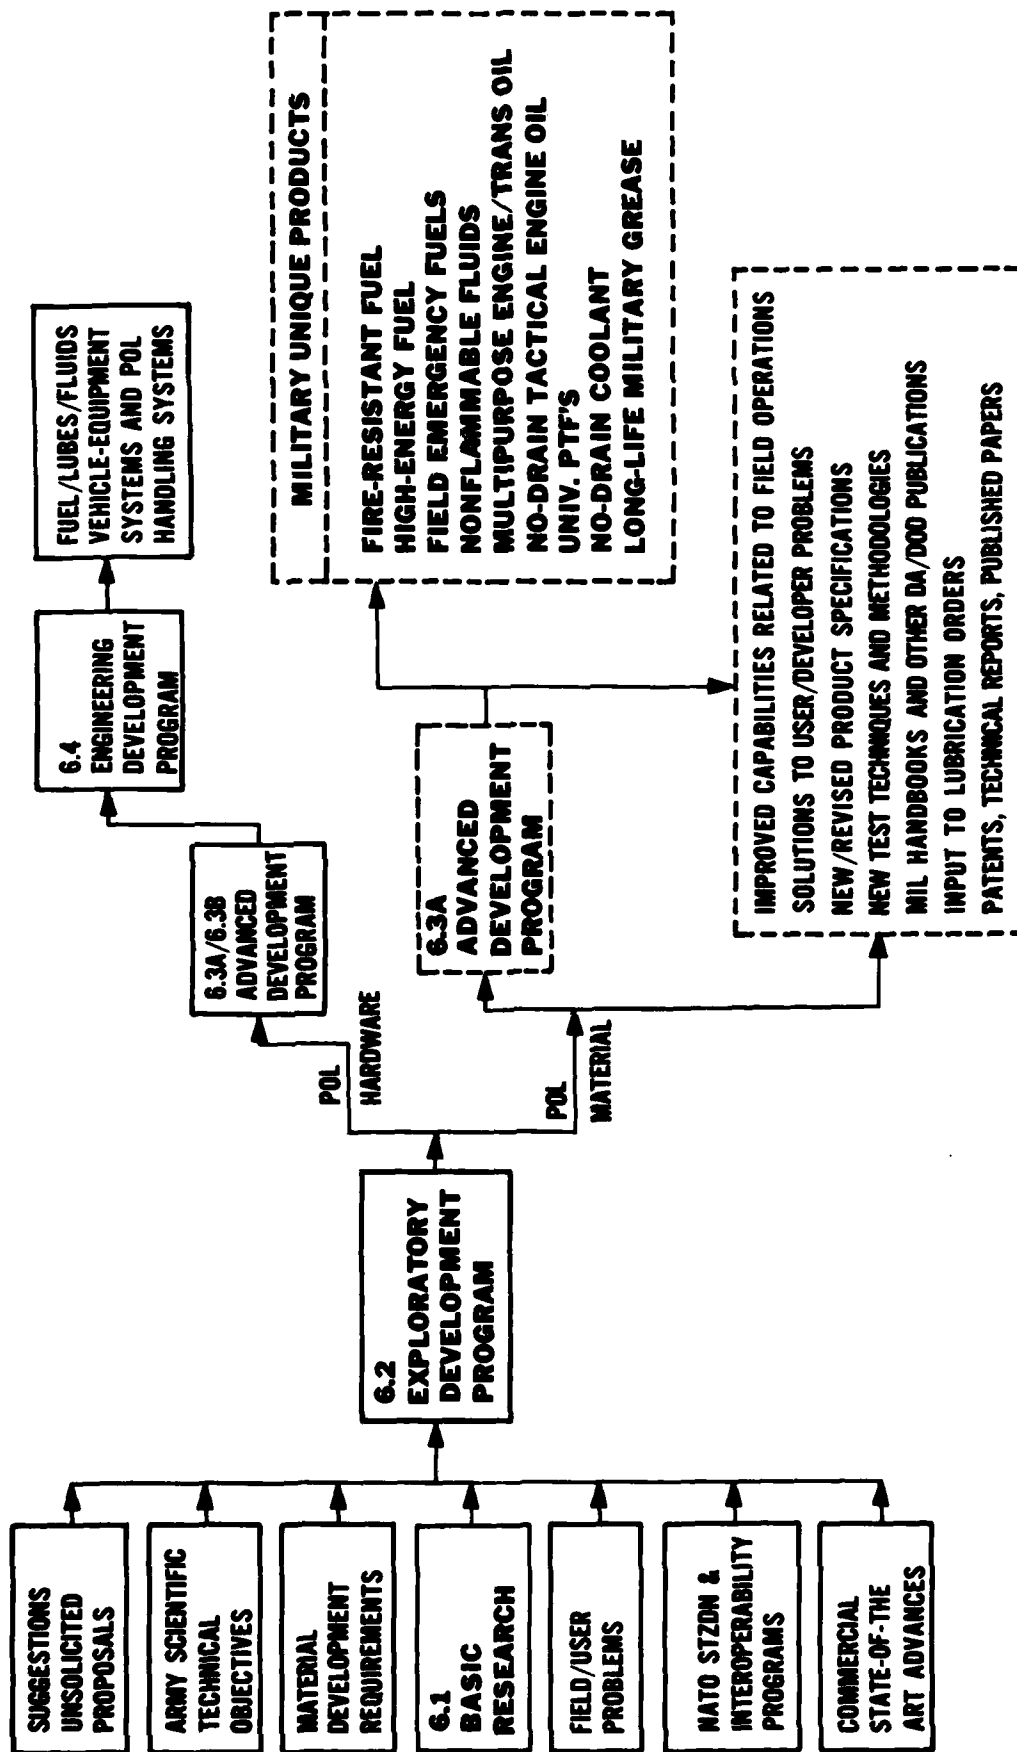 SUGGESTIONS
UNSOLICITED
PROPOSALS
ARMY SCIENTIFIC
TECHNICAL
OBJECTIVES
MATERIAL
DEVELOPMENT
REQUIREMENTS
6.1
BASIC
RESEARCH
FIELD/USER
PROBLEMS
NATO STZDN &
INTEROPERABILITY
PROGRAMS
COMMERCIAL
STATE-OF-THE
ART ADVANCES
6.2
EXPLORATORY
DEVELOPMENT
PROGRAM
POL
HARDWARE
POL
MATERIAL
6.3A/6.3B
ADVANCED
DEVELOPMENT
PROGRAM
6.3A
ADVANCED
DEVELOPMENT
PROGRAM
6.4
ENGINEERING
DEVELOPMENT
PROGRAM
FUEL/LUBES/FLUIDS
VEHICLE-EQUIPMENT
SYSTEMS AND POL
HANDLING SYSTEMS
MILITARY UNIQUE PRODUCTS
FIRE-RESISTANT FUEL
HIGH-ENERGY FUEL
FIELD EMERGENCY FUELS
NONFLAMMABLE FLUIDS
MULTIPURPOSE ENGINE/TRANS OIL
NO-DRAIN TACTICAL ENGINE OIL
UNIV. PTF'S
NO-DRAIN COOLANT
LONG-LIFE MILITARY GREASE
IMPROVED CAPABILITIES RELATED TO FIELD OPERATIONS
SOLUTIONS TO USER/DEVELOPER PROBLEMS
NEW/REVISED PRODUCT SPECIFICATIONS
NEW TEST TECHNIQUES AND METHODOLOGIES
MIL HANDBOOKS AND OTHER DA/DOD PUBLICATIONS
INPUT TO LUBRICATION ORDERS
PATENTS, TECHNICAL REPORTS, PUBLISHED PAPERS